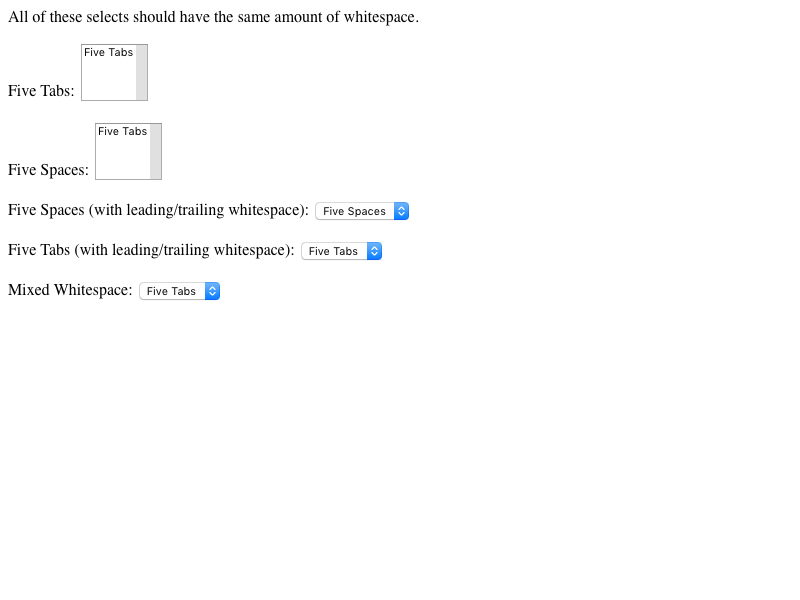 All of these selects should have the same amount of whitespace.
Five Tabs
Five Tabs:
Five Tabs
Five Spaces:
Five Spaces (with leading/trailing whitespace): Five Spaces
Five Tabs (with leading/trailing whitespace): Five Tabs
Mixed Whitespace: Five Tabs